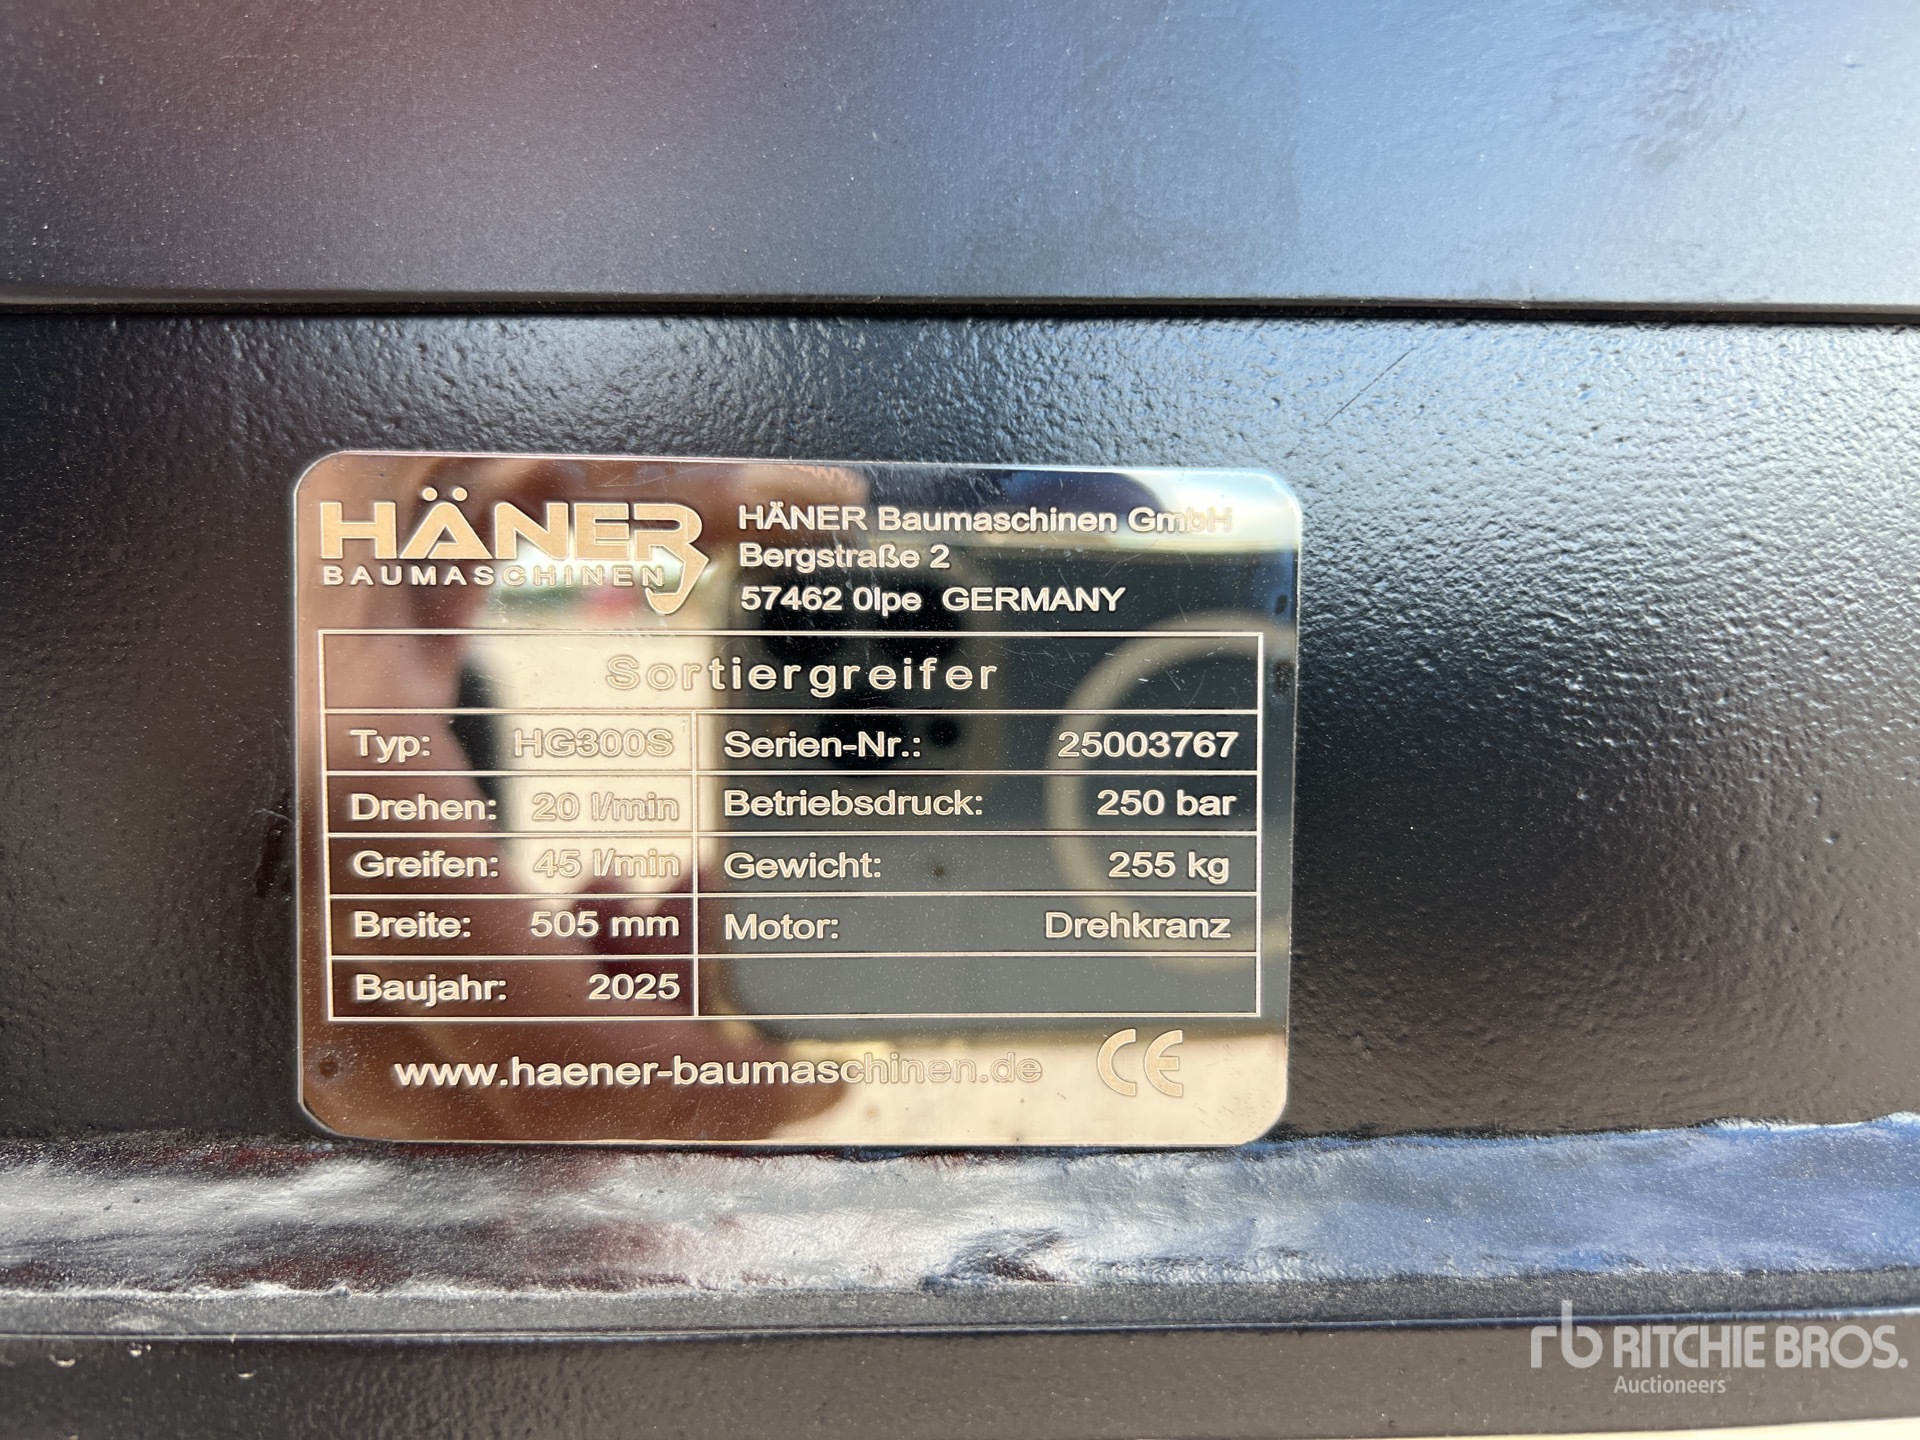 HÄNER
BAUMASCHINEN
HÄNER Baumaschinen GmbH
Bergstraße 2
57462 Olpe GERMANY
Sortiergreifer
Typ: HG300S Serien-Nr.: 25003767
Drehen: 20 l/min Betriebsdruck: 250 bar
Greifen: 45 l/min Gewicht: 255 kg
Breite: 505 mm Motor: Drehkranz
Baujahr: 2025
www.haener-baumaschinen.de CE
rb RITCHIE BROS.
Auctioneers